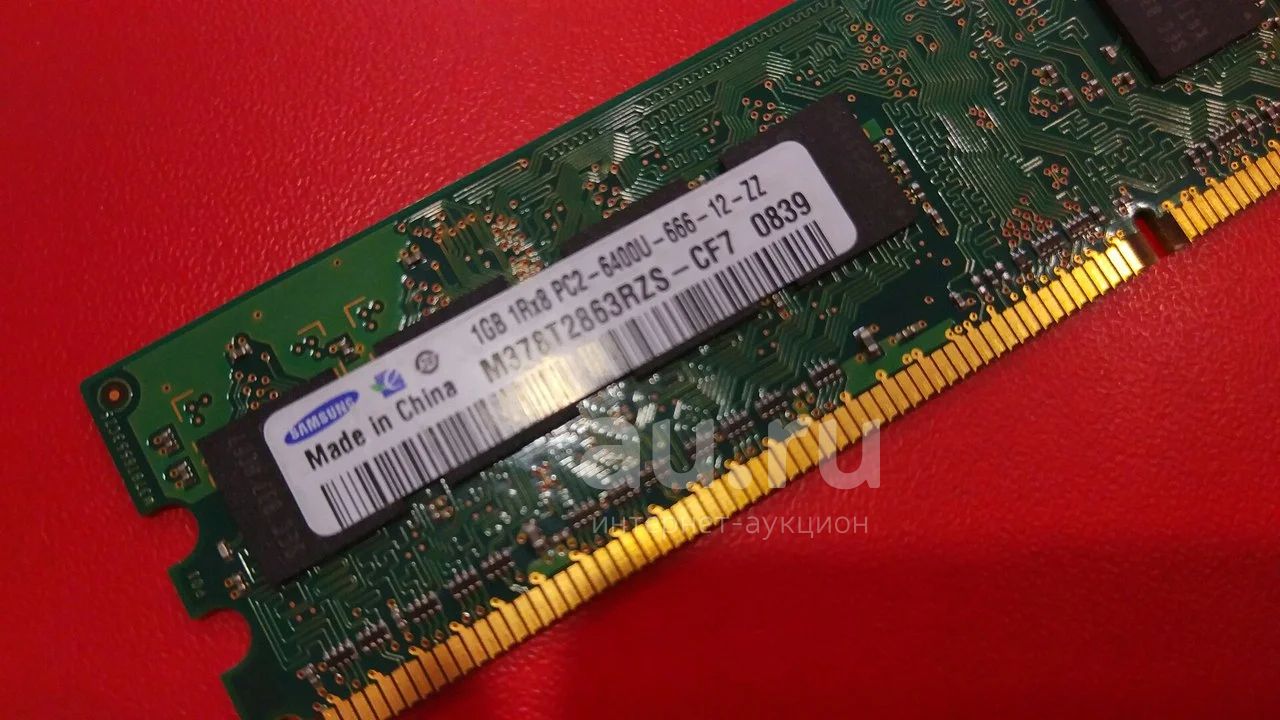 1GB 1Rx8 PC2-6400U-666-12-ZZ
M378T2863RZS-CF7 0839
SAMSUNG
Made in China
au.ru
интернет-аукцион